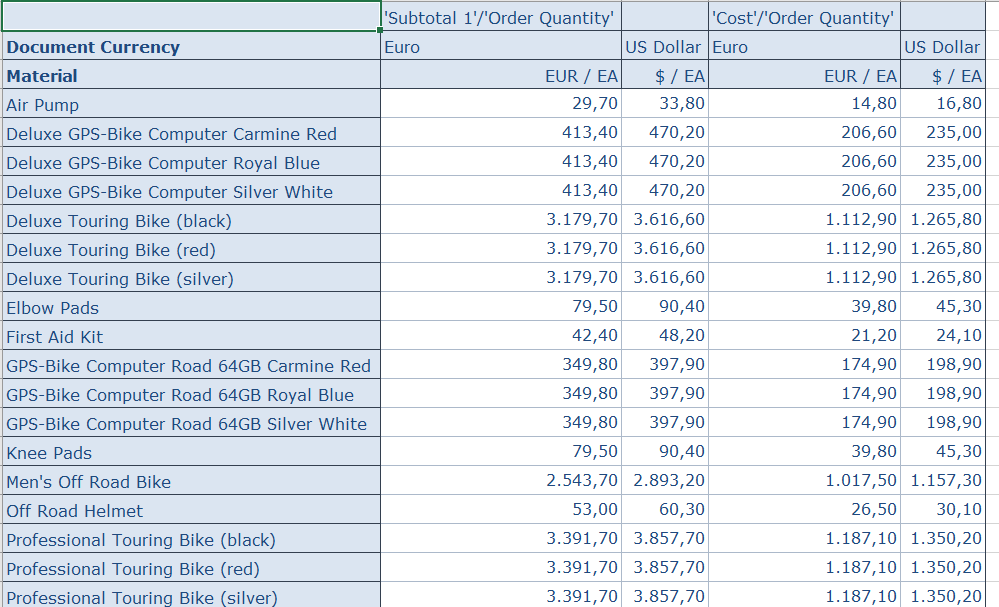 'Subtotal 1'/'Order Quantity' 'Cost'/'Order Quantity'
Document Currency Euro US Dollar Euro US Dollar
Material EUR / EA $ / EA EUR / EA $ / EA
Air Pump 29,70 33,80 14,80 16,80
Deluxe GPS-Bike Computer Carmine Red 413,40 470,20 206,60 235,00
Deluxe GPS-Bike Computer Royal Blue 413,40 470,20 206,60 235,00
Deluxe GPS-Bike Computer Silver White 413,40 470,20 206,60 235,00
Deluxe Touring Bike (black) 3.179,70 3.616,60 1.112,90 1.265,80
Deluxe Touring Bike (red) 3.179,70 3.616,60 1.112,90 1.265,80
Deluxe Touring Bike (silver) 3.179,70 3.616,60 1.112,90 1.265,80
Elbow Pads 79,50 90,40 39,80 45,30
First Aid Kit 42,40 48,20 21,20 24,10
GPS-Bike Computer Road 64GB Carmine Red 349,80 397,90 174,90 198,90
GPS-Bike Computer Road 64GB Royal Blue 349,80 397,90 174,90 198,90
GPS-Bike Computer Road 64GB Silver White 349,80 397,90 174,90 198,90
Knee Pads 79,50 90,40 39,80 45,30
Men's Off Road Bike 2.543,70 2.893,20 1.017,50 1.157,30
Off Road Helmet 53,00 60,30 26,50 30,10
Professional Touring Bike (black) 3.391,70 3.857,70 1.187,10 1.350,20
Professional Touring Bike (red) 3.391,70 3.857,70 1.187,10 1.350,20
Professional Touring Bike (silver) 3.391,70 3.857,70 1.187,10 1.350,20